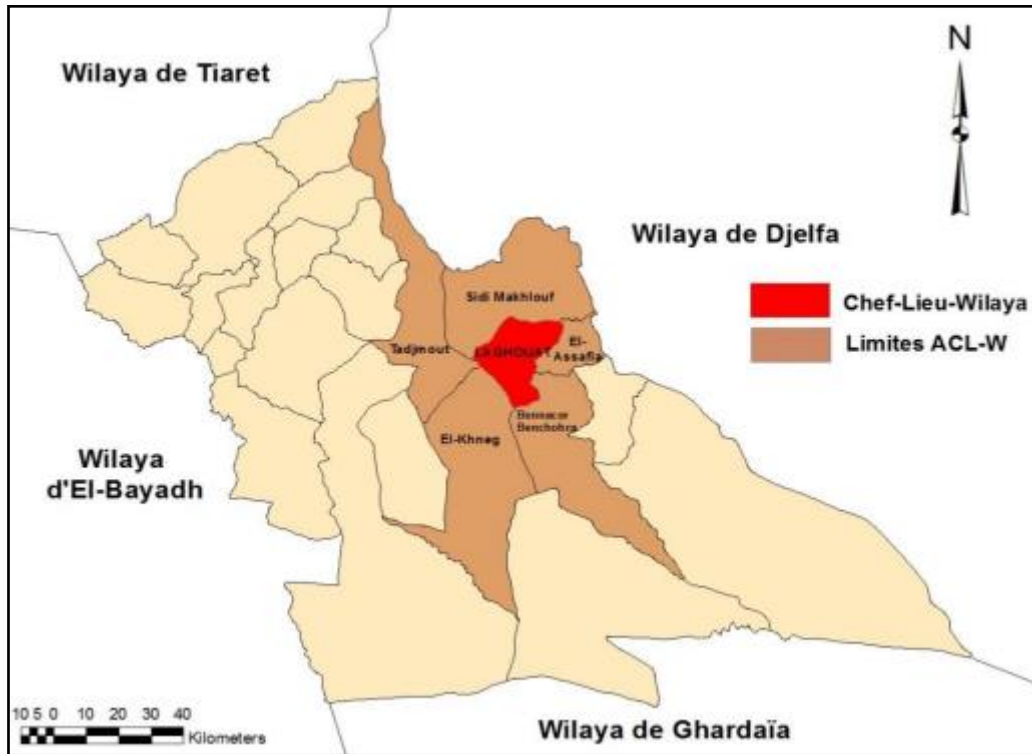 N
Wilaya de Tiaret
Wilaya de Djelfa
Sidi Makhlouf
Chef-Lieu-Wilaya
LAGHOUAT
El-
Assafia
Tadjmout
Limites ACL-W
Bennacer
Benchohra
El-Khneg
Wilaya
d'El-Bayadh
10 5 0 10 20 30 40
Kilometers
Wilaya de Ghardaïa